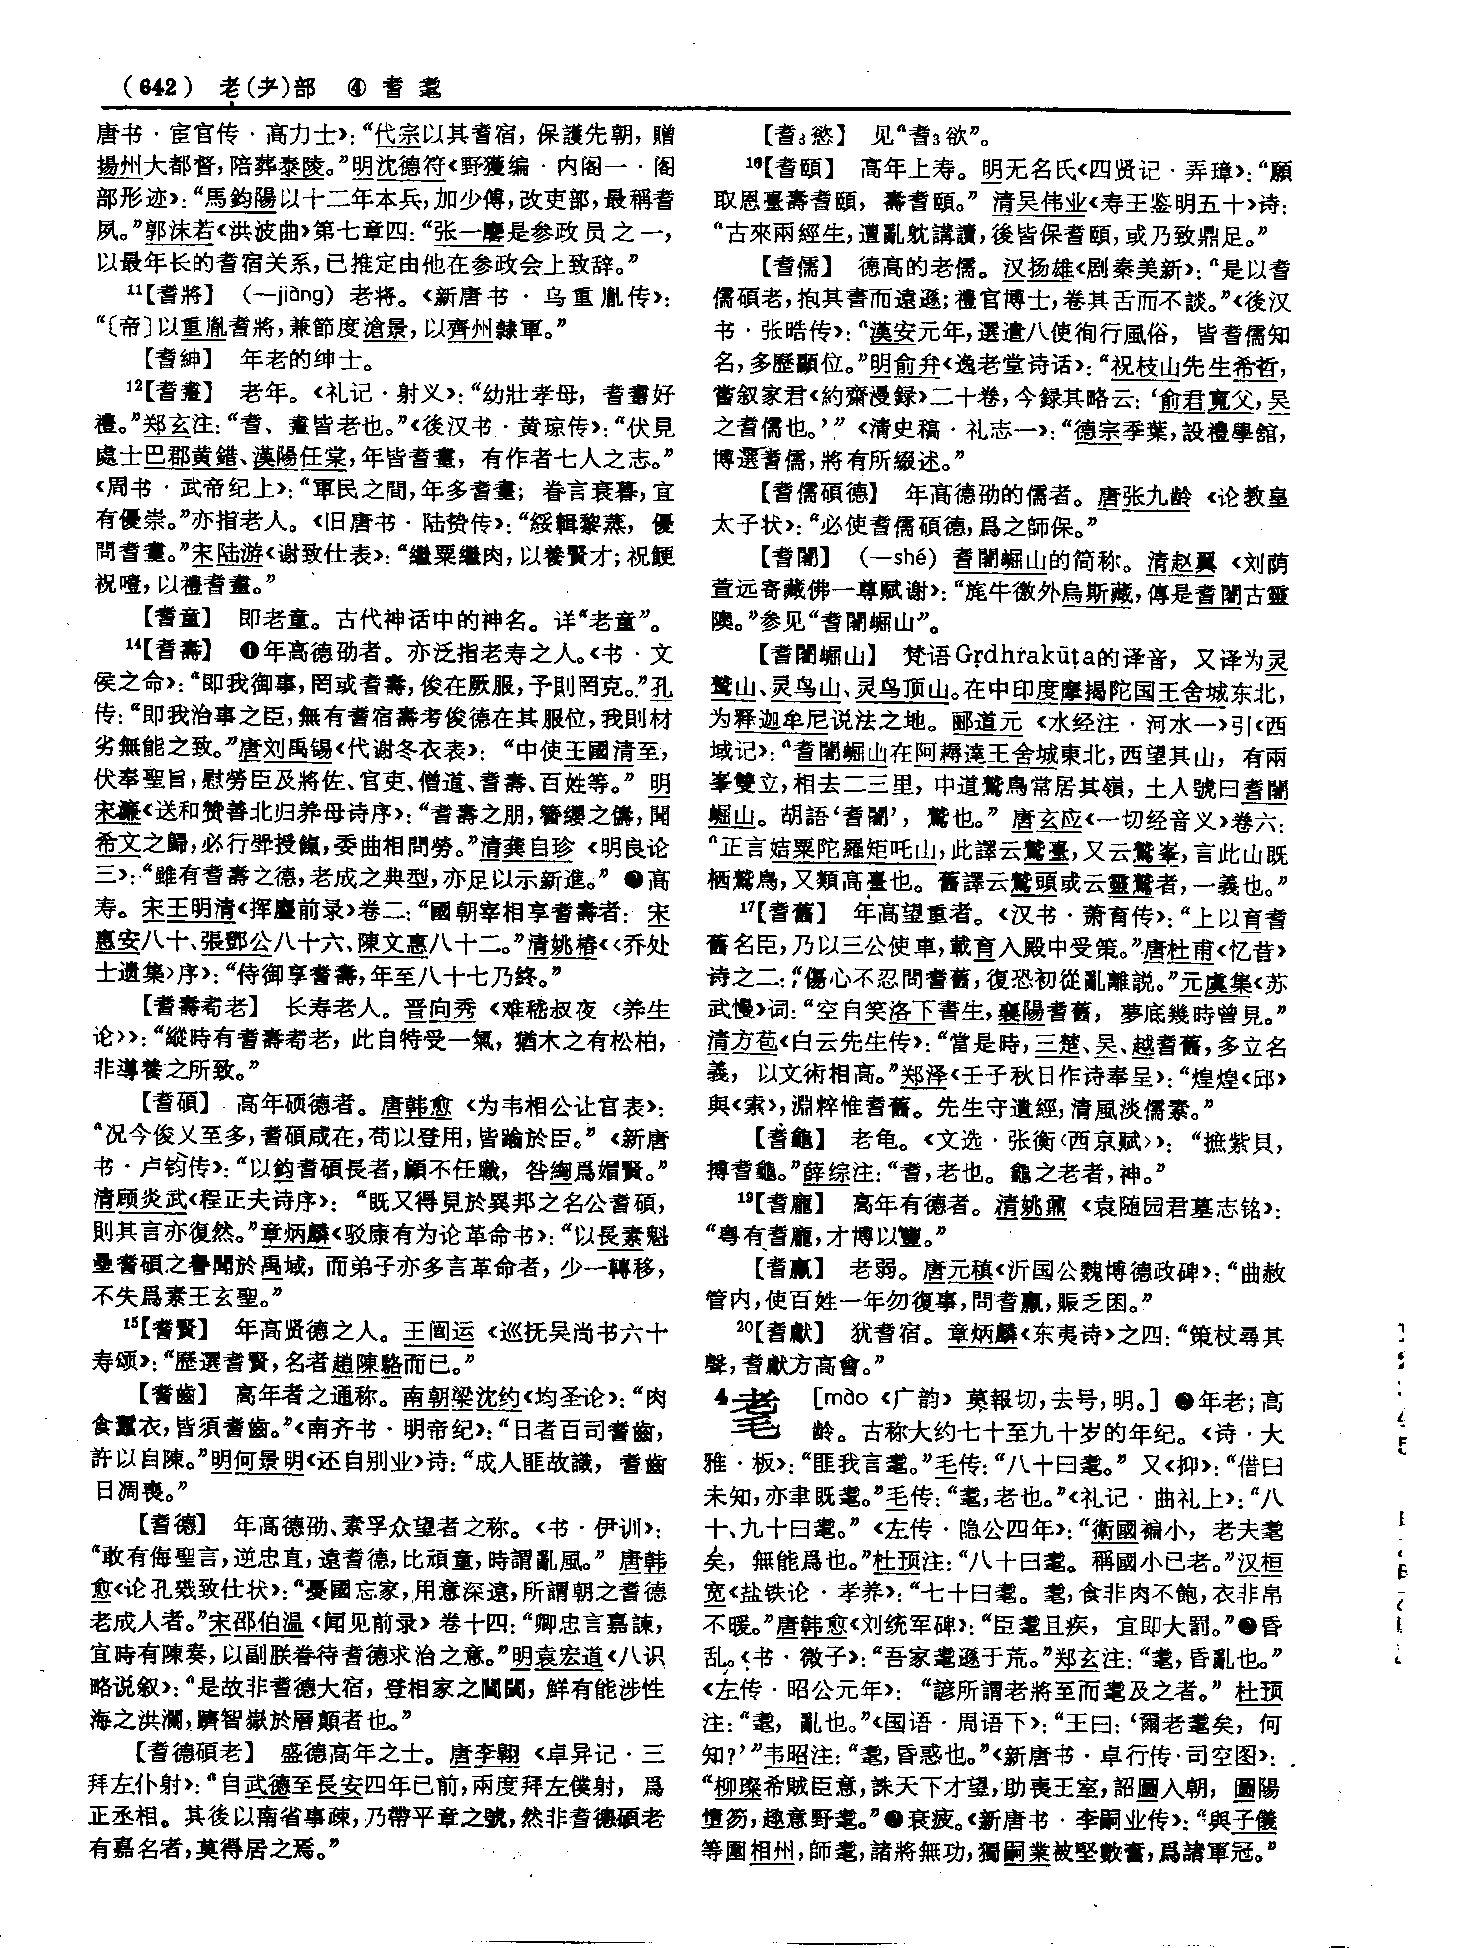 （642） 老(耂)部 ④ 耆 耄
唐书·宦官传·高力士》：“代宗以其耆宿，保護先朝，贈
揚州大都督，陪葬泰陵。”明沈德符《野獲编·内阁一·阁
部形迹》：“馬鈞陽以十二年本兵，加少傅，改吏部，最稱耆
夙。”郭沫若《洪波曲》第七章四：“张一麐是参政员之一，
以最年长的耆宿关系，已推定由他在参政会上致辞。”
11【耆將】 （—jiàng）老将。《新唐书·乌重胤传》：
“〔帝〕以重胤耆將，兼節度滄景，以齊州隸軍。”
【耆紳】 年老的绅士。
12【耆耋】 老年。《礼记·射义》：“幼壯孝母，耆耋好
禮。”郑玄注：“耆、耋皆老也。”《後汉书·黄琼传》：“伏見
處士巴郡黄錯、漢陽任棠，年皆耆耋，有作者七人之志。”
《周书·武帝纪上》：“軍民之間，年多耆耋；眷言衰暮，宜
有優崇。”亦指老人。《旧唐书·陆贽传》：“綏輯黎蒸，優
問耆耋。”宋陆游《谢致仕表》：“繼粟繼肉，以養賢才；祝鯁
祝噎，以禮耆耋。”
【耆童】 即老童。古代神话中的神名。详“老童”。
14【耆壽】 ❶年高德劭者。亦泛指老寿之人。《书·文
侯之命》：“即我御事，罔或耆壽，俊在厥服，予則罔克。”孔
传：“即我治事之臣，無有耆宿壽考俊德在其服位，我則材
劣無能之致。”唐刘禹锡《代谢冬衣表》：“中使王國清至，
伏奉聖旨，慰勞臣及將佐、官吏、僧道、耆壽、百姓等。”明
宋濂《送和赞善北归养母诗序》：“耆壽之朋，簪缨之儔，聞
希文之歸，必行斝授餼，委曲相問勞。”清龚自珍《明良论
三》：“雖有耆壽之德，老成之典型，亦足以示新進。”❷高
寿。宋王明清《挥麈前录》卷二：“國朝宰相享耆壽者：宋
惠安八十、張鄧公八十六、陳文惠八十二。”清姚椿《〈乔处
士遗集〉序》：“侍御享耆壽，年至八十七乃終。”
【耆壽耇老】 长寿老人。晋向秀《难嵇叔夜〈养生
论〉》：“縱時有耆壽耇老，此自特受一氣，猶木之有松柏，
非導養之所致。”
【耆碩】 高年硕德者。唐韩愈《为韦相公让官表》：
“况今俊乂至多，耆碩咸在，苟以登用，皆踰於臣。”《新唐
书·卢钧传》：“以鈞耆碩長者，顧不任職，咎綯爲媢賢。”
清顾炎武《程正夫诗序》：“既又得見於異邦之名公耆碩，
則其言亦復然。”章炳麟《驳康有为论革命书》：“以長素魁
壘耆碩之譽聞於禹域，而弟子亦多言革命者，少一轉移，
不失爲素王玄聖。”
15【耆賢】 年高贤德之人。王闿运《巡抚吴尚书六十
寿颂》：“歷選耆賢，名者趙陳駱而已。”
【耆齒】 高年者之通称。南朝梁沈约《均圣论》：“肉
食蠶衣，皆須耆齒。”《南齐书·明帝纪》：“日者百司耆齒，
許以自陳。”明何景明《还自别业》诗：“成人匪故識，耆齒
日凋喪。”
【耆德】 年高德劭、素孚众望者之称。《书·伊训》：
“敢有侮聖言，逆忠直，遠耆德，比頑童，時謂亂風。”唐韩
愈《论孔戣致仕状》：“憂國忘家，用意深遠，所謂朝之耆德
老成人者。”宋邵伯温《闻见前录》卷十四：“卿忠言嘉謀，
宜時有陳奏，以副朕眷待耆德求治之意。”明袁宏道《八识
略说叙》：“是故非耆德大宿，登相家之閫閾，鮮有能涉性
海之洪瀾，躋智嶽於層顛者也。”
【耆德碩老】 盛德高年之士。唐李翱《卓异记·三
拜左仆射》：“自武德至長安四年已前，兩度拜左僕射，爲
正丞相。其後以南省事疎，乃帶平章之號，然非耆德碩老
有嘉名者，莫得居之焉。”
【耆3慾】 见“耆3欲”。
16【耆頤】 高年上寿。明无名氏《四贤记·弄璋》：“願
取恩臺壽耆頤，壽耆頤。”清吴伟业《寿王鉴明五十》诗：
“古來兩經生，遭亂躭講讀，後皆保耆頤，或乃致鼎足。”
【耆儒】 德高的老儒。汉扬雄《剧秦美新》：“是以耆
儒碩老，抱其書而遠遜；禮官博士，卷其舌而不談。”《後汉
书·张晧传》：“漢安元年，選遣八使徇行風俗，皆耆儒知
名，多歷顯位。”明俞弁《逸老堂诗话》：“祝枝山先生希哲，
嘗叙家君《約齋漫録》二十卷，今録其略云：‘俞君寬父，吴
之耆儒也。’”《清史稿·礼志一》：“德宗季葉，設禮學館，
博選耆儒，將有所綴述。”
【耆儒碩德】 年高德劭的儒者。唐张九龄《论教皇
太子状》：“必使耆儒碩德，爲之師保。”
【耆闍】 （—shé）耆闍崛山的简称。清赵翼《刘荫
萱远寄藏佛一尊赋谢》：“旄牛徼外烏斯藏，傳是耆闍古靈
隩。”参见“耆闍崛山”。
【耆闍崛山】 梵语Gṛdhrakūṭa的译音，又译为灵
鹫山、灵鸟山、灵鸟顶山。在中印度摩揭陀国王舍城东北，
为释迦牟尼说法之地。郦道元《水经注·河水一》引《西
域记》：“耆闍崛山在阿耨達王舍城東北，西望其山，有兩
峯雙立，相去二三里，中道鷲鳥常居其嶺，土人號曰耆闍
崛山。胡語‘耆闍’，鷲也。”唐玄应《一切经音义》卷六：
“正言姞栗陀羅矩吒山，此譯云鷲臺，又云鷲峯，言此山既
栖鷲鳥，又類高臺也。舊譯云鷲頭或云靈鷲者，一義也。”
17【耆舊】 年高望重者。《汉书·萧育传》：“上以育耆
舊名臣，乃以三公使車，載育入殿中受策。”唐杜甫《忆昔》
诗之二：“傷心不忍問耆舊，復恐初從亂離説。”元虞集《苏
武慢》词：“空自笑洛下書生，襄陽耆舊，夢底幾時曾見。”
清方苞《白云先生传》：“當是時，三楚、吴、越耆舊，多立名
義，以文術相高。”郑泽《壬子秋日作诗奉呈》：“煌煌《邱》
與《索》，淵粹惟耆舊。先生守遺經，清風淡儒素。”
【耆龜】 老龟。《文选·张衡〈西京赋〉》：“摭紫貝，
搏耆龜。”薛综注：“耆，老也。龜之老者，神。”
19【耆龐】 高年有德者。清姚鼐《袁随园君墓志铭》：
“粤有耆龐，才博以豐。”
【耆羸】 老弱。唐元稹《沂国公魏博德政碑》：“曲赦
管内，使百姓一年勿復事，問耆羸，賑乏困。”
20【耆獻】 犹耆宿。章炳麟《东夷诗》之四：“策杖尋其
聲，耆獻方高會。”
4耄 [mào《广韵》莫報切，去号，明。] ❶年老；高
龄。古称大约七十至九十岁的年纪。《诗·大
雅·板》：“匪我言耄。”毛传：“八十曰耄。”又《抑》：“借曰
未知，亦聿既耄。”毛传：“耄，老也。”《礼记·曲礼上》：“八
十、九十曰耄。”《左传·隐公四年》：“衛國褊小，老夫耄
矣，無能爲也。”杜预注：“八十曰耄。稱國小已老。”汉桓
宽《盐铁论·孝养》：“七十曰耄。耄，食非肉不飽，衣非帛
不暖。”唐韩愈《刘统军碑》：“臣耄且疾，宜即大罰。”❷昏
乱。《书·微子》：“吾家耄遜于荒。”郑玄注：“耄，昏亂也。”
《左传·昭公元年》：“諺所謂老將至而耄及之者。”杜预
注：“耄，亂也。”《国语·周语下》：“王曰：‘爾老耄矣，何
知？’”韦昭注：“耄，昏惑也。”《新唐书·卓行传·司空图》：
“柳璨希賊臣意，誅天下才望，助喪王室，詔圖入朝，圖陽
墮笏，趣意野耄。”❸衰疲。《新唐书·李嗣业传》：“與子儀
等圍相州，師耄，諸將無功，獨嗣業被堅數奮，爲諸軍冠。”